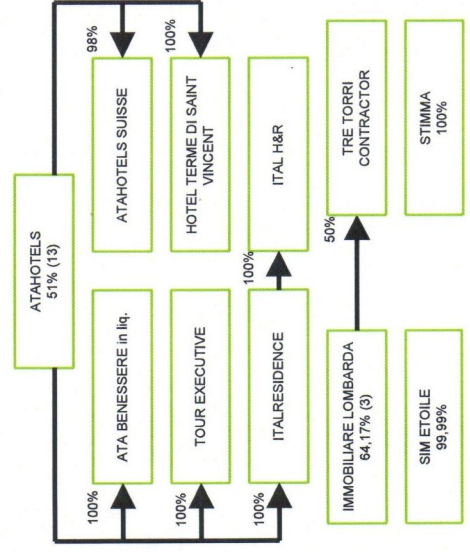 ATAHOTELS
51% (13)
100%
ATA BENESSERE in liq.
98%
ATAHOTELS SUISSE
100%
TOUR EXECUTIVE
100%
HOTEL TERME DI SAINT
VINCENT
100%
ITALRESIDENCE
100%
ITAL H&R
IMMOBILIARE LOMBARDA
64,17% (3)
50%
TRE TORRI
CONTRACTOR
SIM ETOILE
99,99%
STIMMA
100%